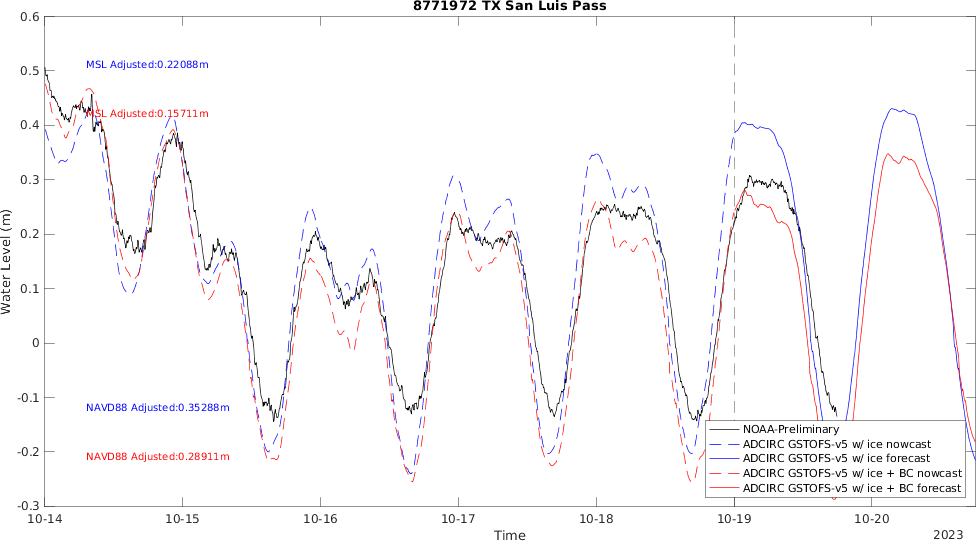 8771972 TX San Luis Pass
0.6
0.5
0.4
0.3
0.2
0.1
0
-0.1
-0.2
-0.3
Water Level (m)
MSL Adjusted:0.22088m
MSL Adjusted:0.15711m
NAVD88 Adjusted:0.35288m
NAVD88 Adjusted:0.28911m
NOAA-Preliminary
ADCIRC GSTOFS-v5 w/ ice nowcast
ADCIRC GSTOFS-v5 w/ ice forecast
ADCIRC GSTOFS-v5 w/ ice + BC nowcast
ADCIRC GSTOFS-v5 w/ ice + BC forecast
10-14 10-15 10-16 10-17 10-18 10-19 10-20
Time
2023